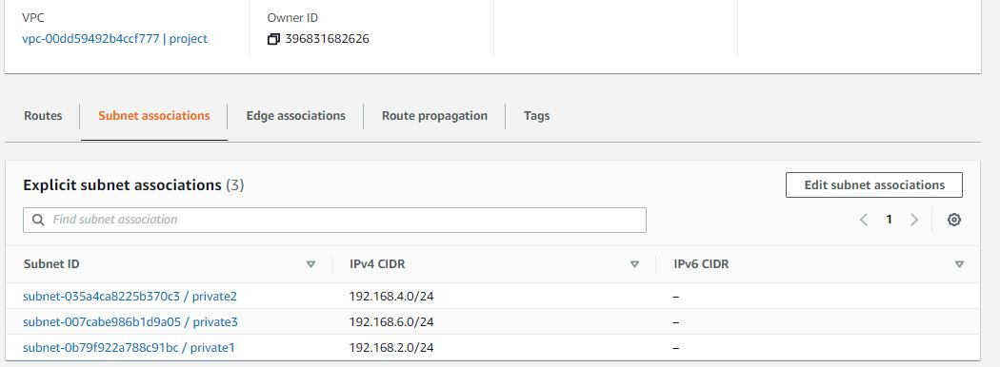 VPC
Owner ID
vpc-00dd59492b4ccf777 | project
396831682626
Routes
Subnet associations
Edge associations
Route propagation
Tags
Explicit subnet associations (3)
Edit subnet associations
Find subnet association
1
Subnet ID
IPv4 CIDR
IPv6 CIDR
subnet-035a4ca8225b370c3 / private2
192.168.4.0/24
–
subnet-007cabe986b1d9a05 / private3
192.168.6.0/24
–
subnet-0b79f922a788c91bc / private1
192.168.2.0/24
–